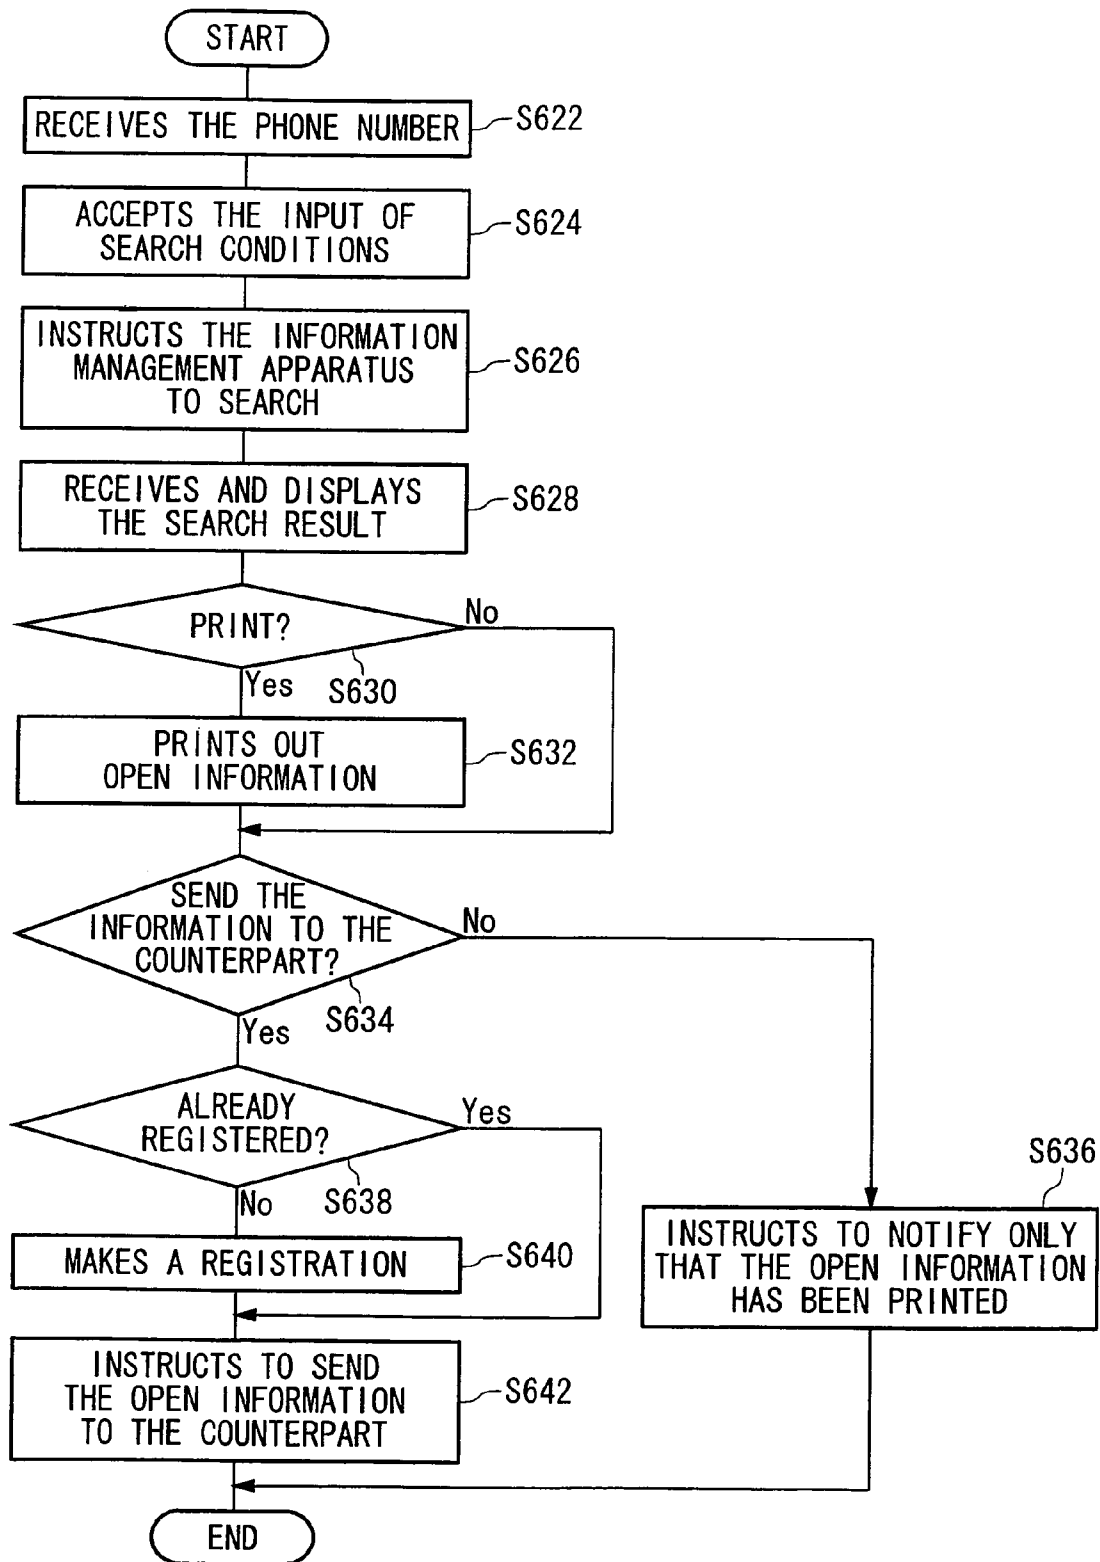 START
RECEIVES THE PHONE NUMBER
S622
ACCEPTS THE INPUT OF
SEARCH CONDITIONS
S624
INSTRUCTS THE INFORMATION
MANAGEMENT APPARATUS
TO SEARCH
S626
RECEIVES AND DISPLAYS
THE SEARCH RESULT
S628
PRINT?
No
Yes
S630
PRINTS OUT
OPEN INFORMATION
S632
SEND THE
INFORMATION TO THE
COUNTERPART?
No
S634
Yes
ALREADY
REGISTERED?
Yes
S638
No
S636
INSTRUCTS TO NOTIFY ONLY
THAT THE OPEN INFORMATION
HAS BEEN PRINTED
MAKES A REGISTRATION
S640
INSTRUCTS TO SEND
THE OPEN INFORMATION
TO THE COUNTERPART
S642
END